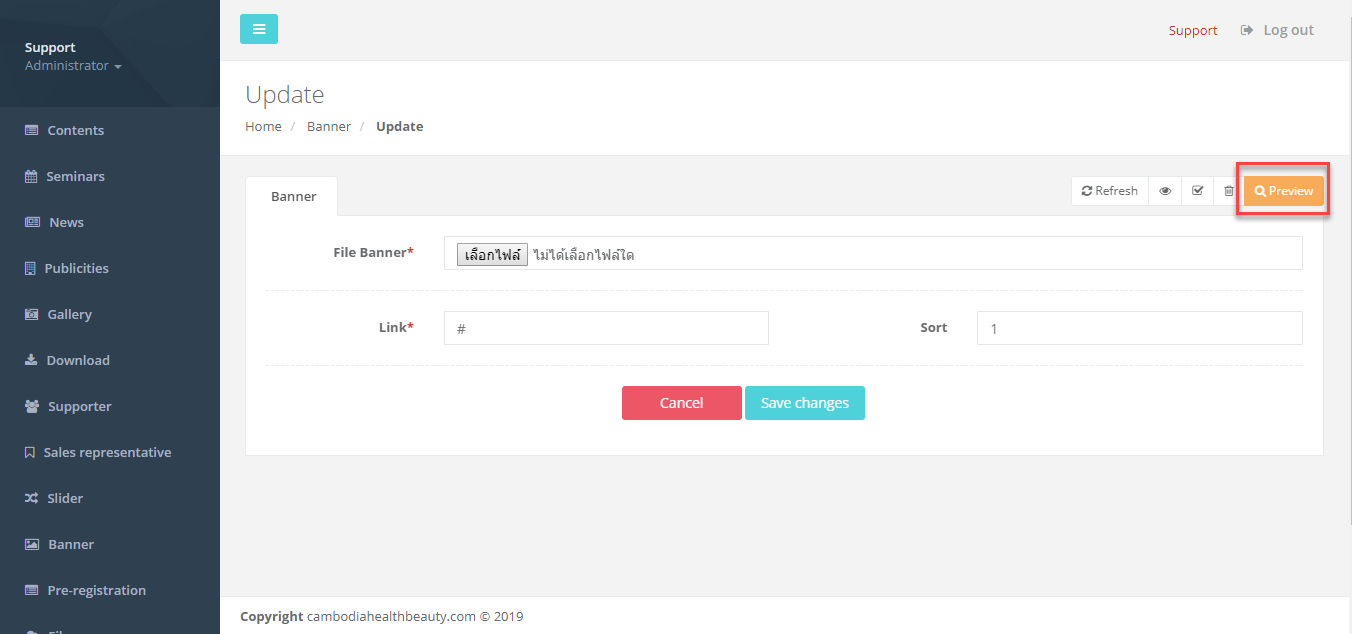 Support
Administrator
Contents
Seminars
News
Publicities
Gallery
Download
Supporter
Sales representative
Slider
Banner
Pre-registration
Support Log out
Update
Home / Banner / Update
Banner
Refresh Preview
File Banner* เลือกไฟล์ ไม่ได้เลือกไฟล์ใด
Link* # Sort 1
Cancel Save changes
Copyright cambodiahealthbeauty.com © 2019